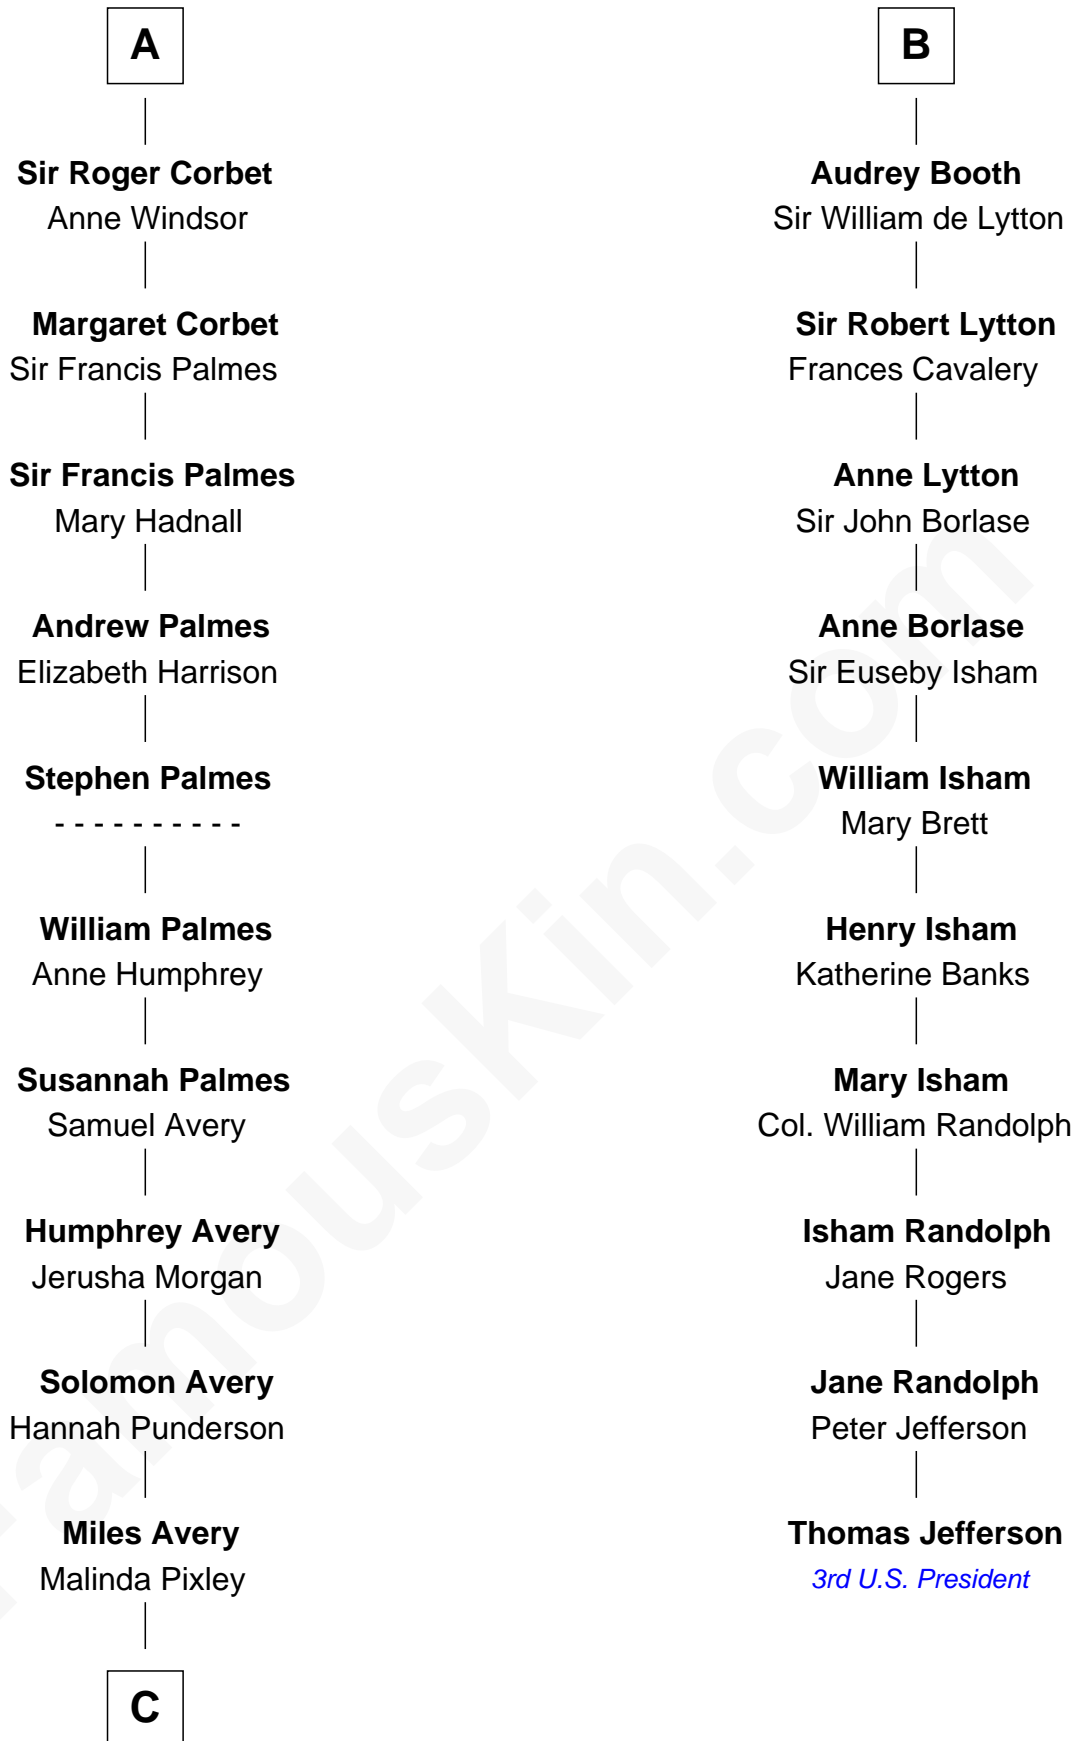 A
Sir Roger Corbet
Anne Windsor
Margaret Corbet
Sir Francis Palmes
Sir Francis Palmes
Mary Hadnall
Andrew Palmes
Elizabeth Harrison
Stephen Palmes
- - - - - - - - - -
William Palmes
Anne Humphrey
Susannah Palmes
Samuel Avery
Humphrey Avery
Jerusha Morgan
Solomon Avery
Hannah Punderson
Miles Avery
Malinda Pixley
C
B
Audrey Booth
Sir William de Lytton
Sir Robert Lytton
Frances Cavalery
Anne Lytton
Sir John Borlase
Anne Borlase
Sir Euseby Isham
William Isham
Mary Brett
Henry Isham
Katherine Banks
Mary Isham
Col. William Randolph
Isham Randolph
Jane Rogers
Jane Randolph
Peter Jefferson
Thomas Jefferson
3rd U.S. President
FamousKin.com